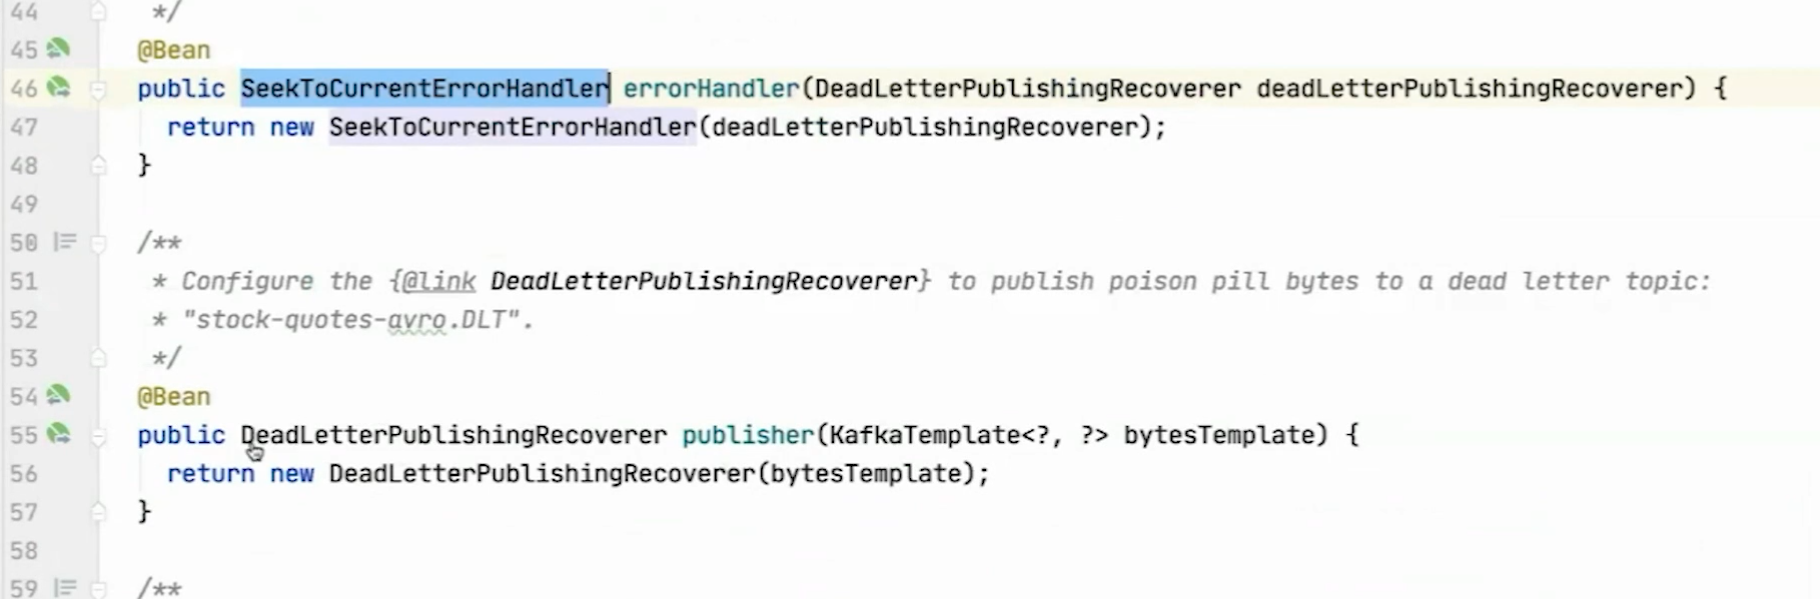 44 */
45 @Bean
46 public SeekToCurrentErrorHandler errorHandler(DeadLetterPublishingRecoverer deadLetterPublishingRecoverer) {
47 return new SeekToCurrentErrorHandler(deadLetterPublishingRecoverer);
48 }
49
50 /**
51 * Configure the {@link DeadLetterPublishingRecoverer} to publish poison pill bytes to a dead letter topic:
52 * "stock-quotes-avro.DLT".
53 */
54 @Bean
55 public DeadLetterPublishingRecoverer publisher(KafkaTemplate<?, ?> bytesTemplate) {
56 return new DeadLetterPublishingRecoverer(bytesTemplate);
57 }
58
59 /**